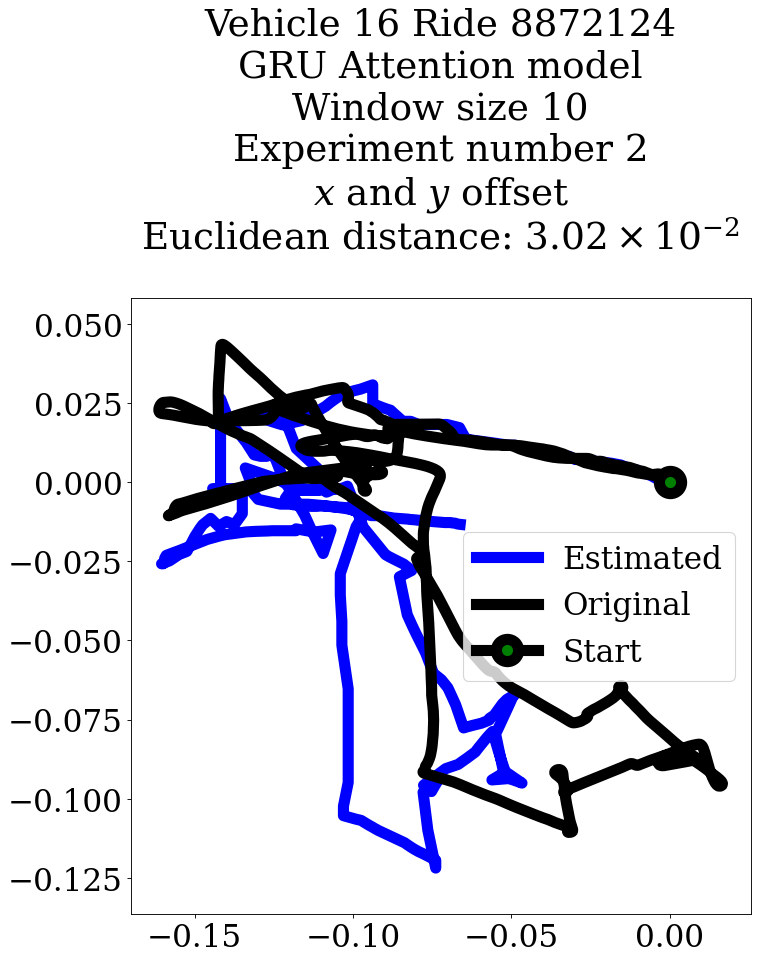 Vehicle 16 Ride 8872124
GRU Attention model
Window size 10
Experiment number 2
x and y offset
Euclidean distance: 3.02 × 10⁻²
0.050
0.025
0.000
−0.025
−0.050
−0.075
−0.100
−0.125
Estimated
Original
Start
−0.15
−0.10
−0.05
0.00